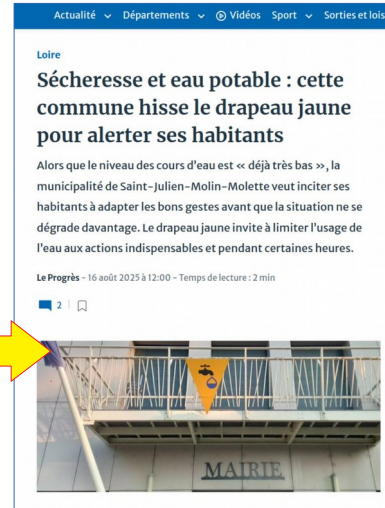 Actualité Départements Vidéos Sport Sorties et lois
Loire
Sécheresse et eau potable : cette
commune hisse le drapeau jaune
pour alerter ses habitants
Alors que le niveau des cours d'eau est « déjà très bas », la
municipalité de Saint-Julien-Molin-Molette veut inciter ses
habitants à adapter les bons gestes avant que la situation ne se
dégrade davantage. Le drapeau jaune invite à limiter l'usage de
l'eau aux actions indispensables et pendant certaines heures.
Le Progrès - 16 août 2025 à 12:00 - Temps de lecture : 2 min
2
MAIRIE